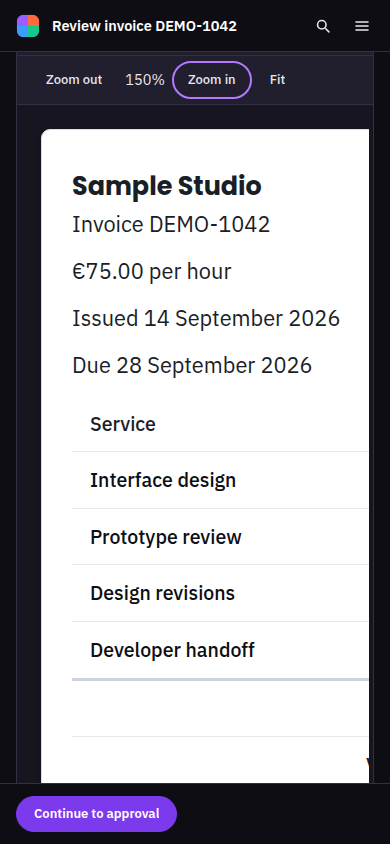 Review invoice DEMO-1042
Zoom out 150% Zoom in Fit
Sample Studio
Invoice DEMO-1042
€75.00 per hour
Issued 14 September 2026
Due 28 September 2026
Service
Interface design
Prototype review
Design revisions
Developer handoff
Continue to approval